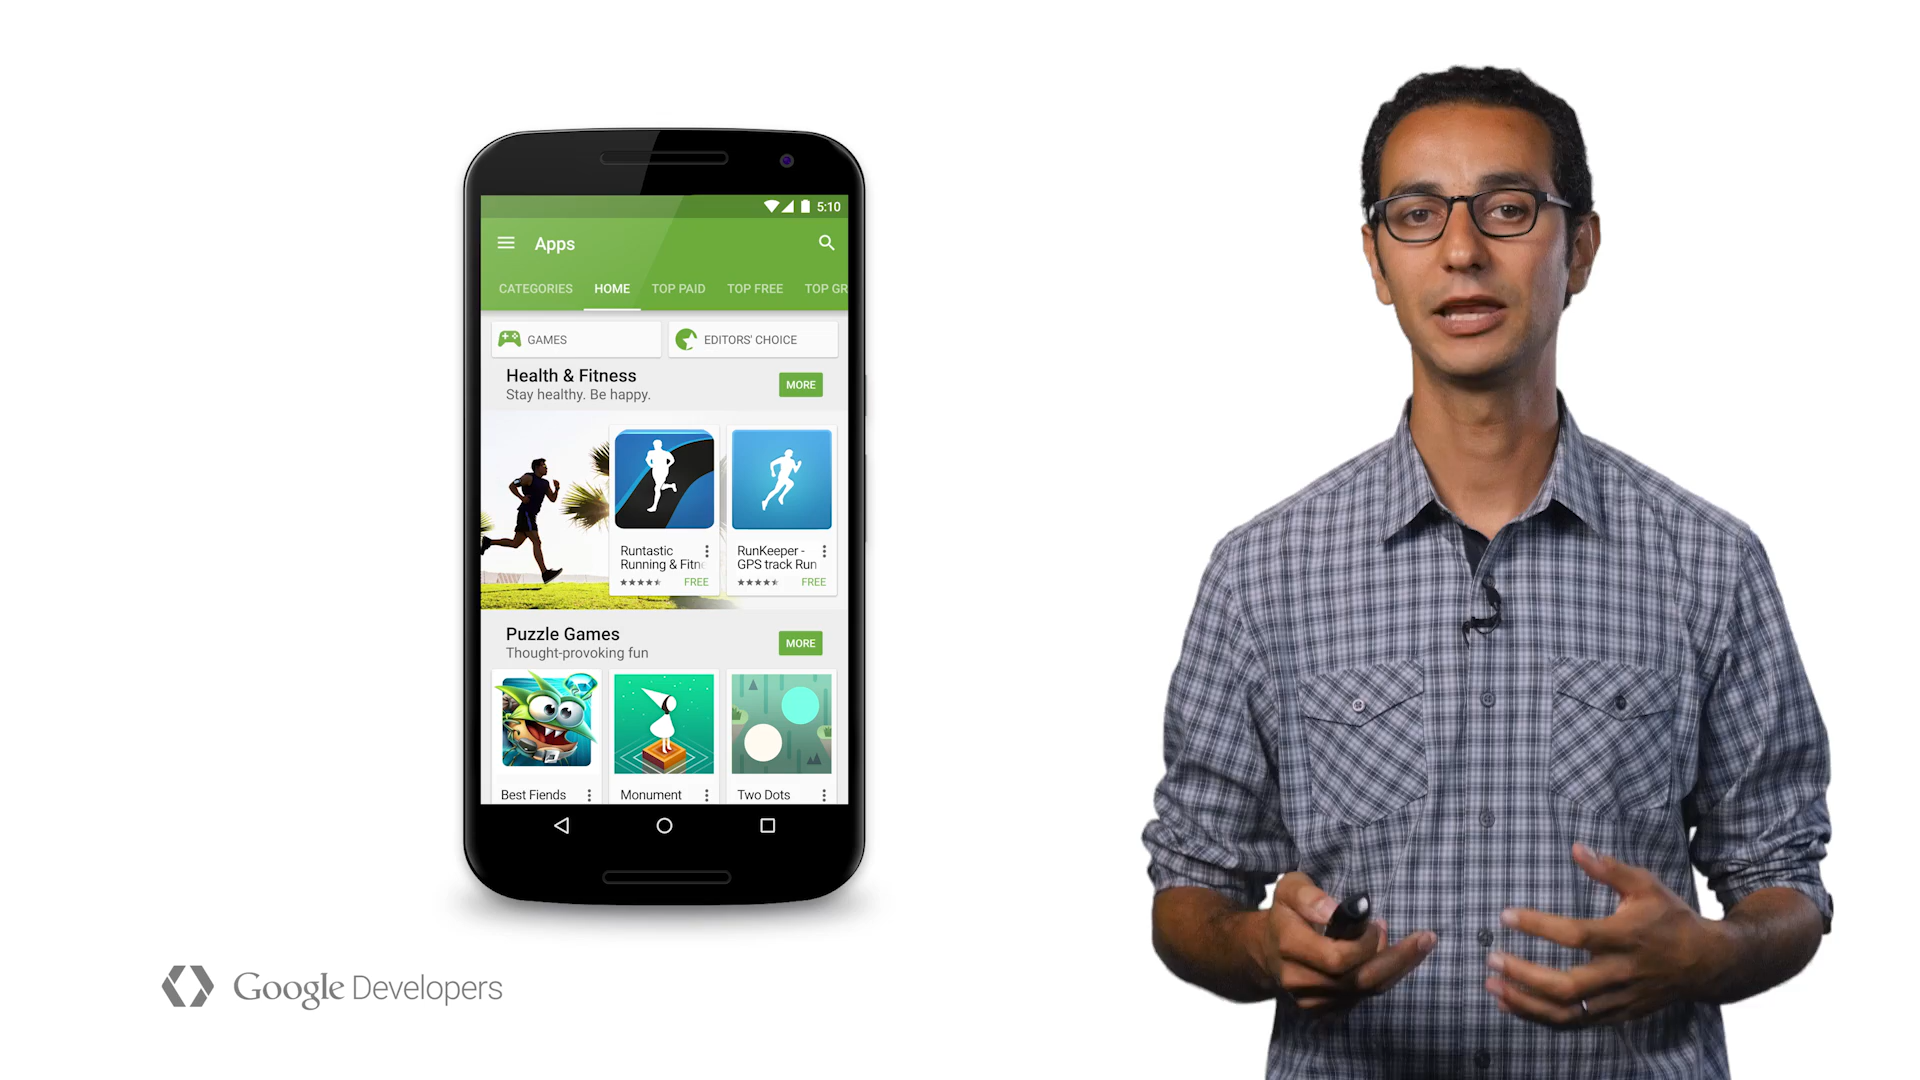 5:10
Apps
CATEGORIES HOME TOP PAID TOP FREE TOP GR
GAMES EDITORS' CHOICE
Health & Fitness
Stay healthy. Be happy.
MORE
Runtastic
Running & Fitne
FREE
RunKeeper -
GPS track Run
FREE
Puzzle Games
Thought-provoking fun
MORE
Best Fiends Monument Two Dots
Google Developers